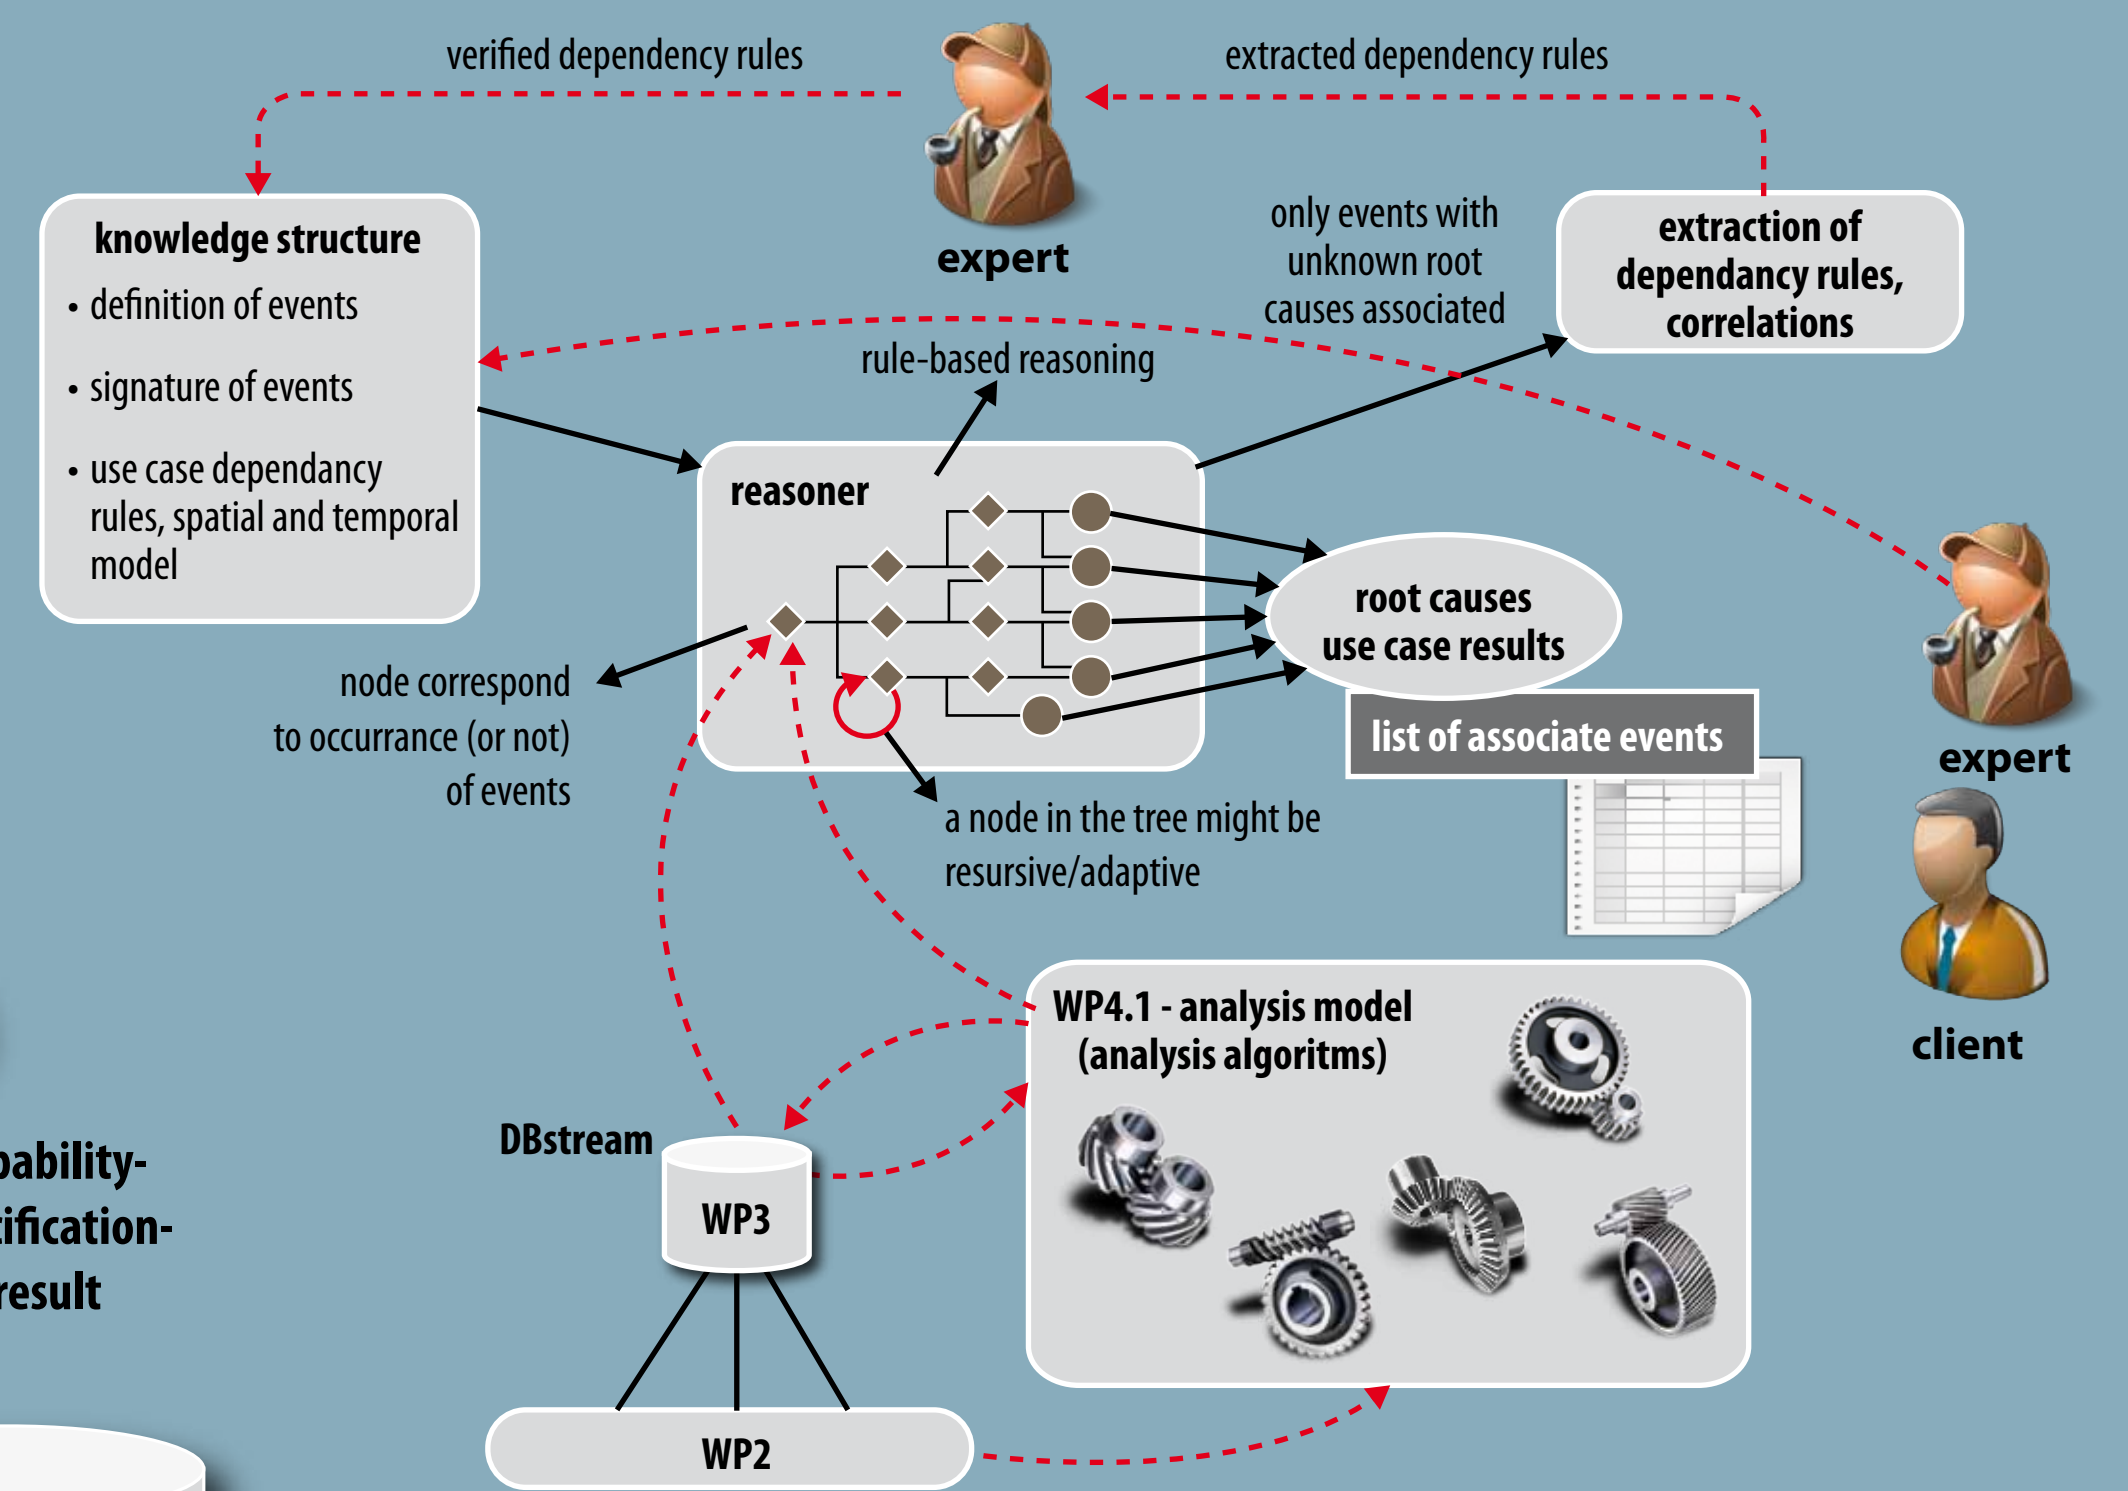 verified dependency rules
extracted dependency rules
expert
knowledge structure
• definition of events
• signature of events
• use case dependancy
rules, spatial and temporal
model
only events with
unknown root
causes associated
extraction of
dependancy rules,
correlations
rule-based reasoning
reasoner
root causes
use case results
list of associate events
node correspond
to occurrance (or not)
of events
a node in the tree might be
resursive/adaptive
expert
client
WP4.1 - analysis model
(analysis algoritms)
DBstream
WP3
WP2
result